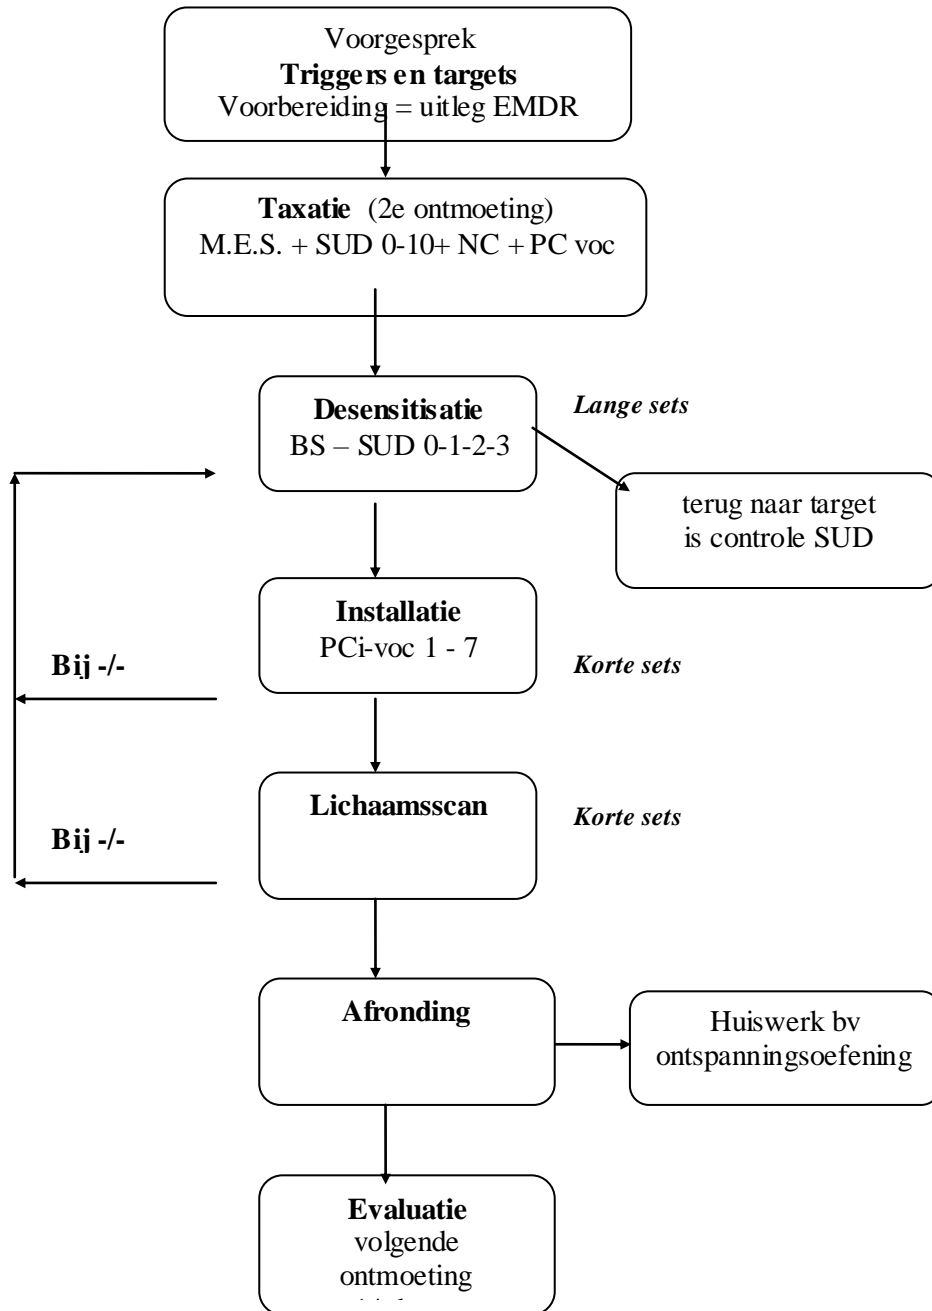 Voorgesprek
Triggers en targets
Voorbereiding = uitleg EMDR
Taxatie (2e ontmoeting)
M.E.S. + SUD 0-10+ NC + PC voc
Desensitisatie
BS – SUD 0-1-2-3
Lange sets
terug naar target
is controle SUD
Installatie
PCi-voc 1 - 7
Bij -/-
Korte sets
Lichaamsscan
Korte sets
Bij -/-
Afronding
Huiswerk bv
ontspanningsoefening
Evaluatie
volgende
ontmoeting